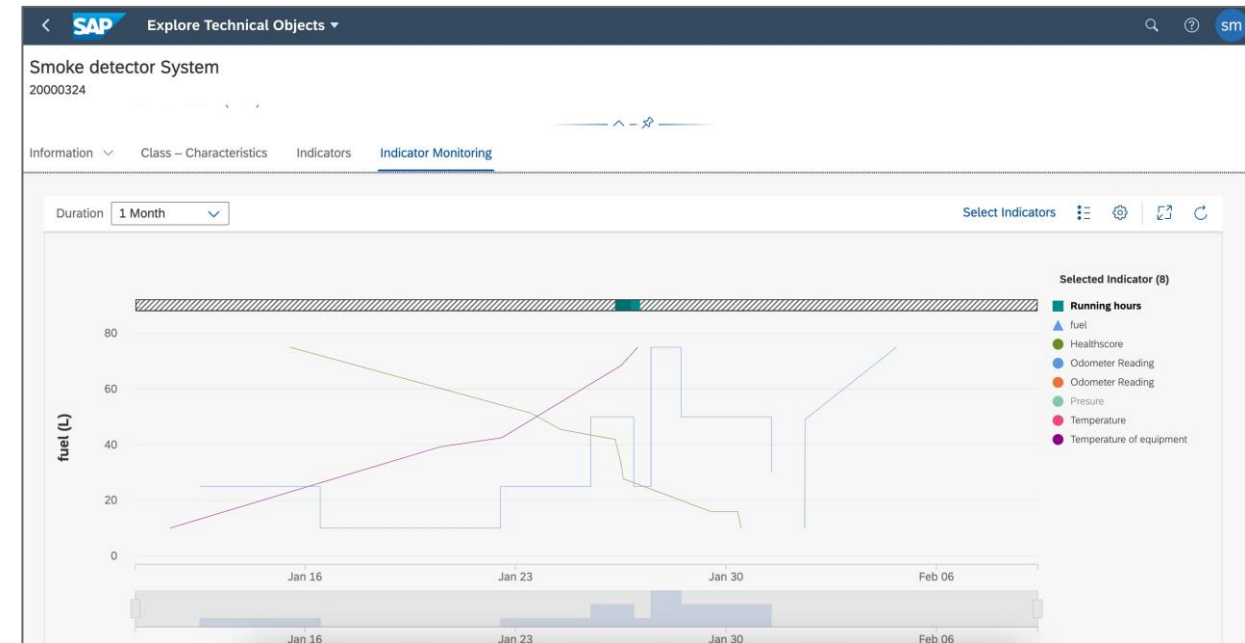 SAP Explore Technical Objects sm
Smoke detector System
20000324
Information Class – Characteristics Indicators Indicator Monitoring
Duration 1 Month Select Indicators
Selected Indicator (8)
Running hours
fuel
Healthscore
Odometer Reading
Odometer Reading
Presure
Temperature
Temperature of equipment
fuel (L)
80
60
40
20
0
Jan 16 Jan 23 Jan 30 Feb 06
Jan 16 Jan 23 Jan 30 Feb 06